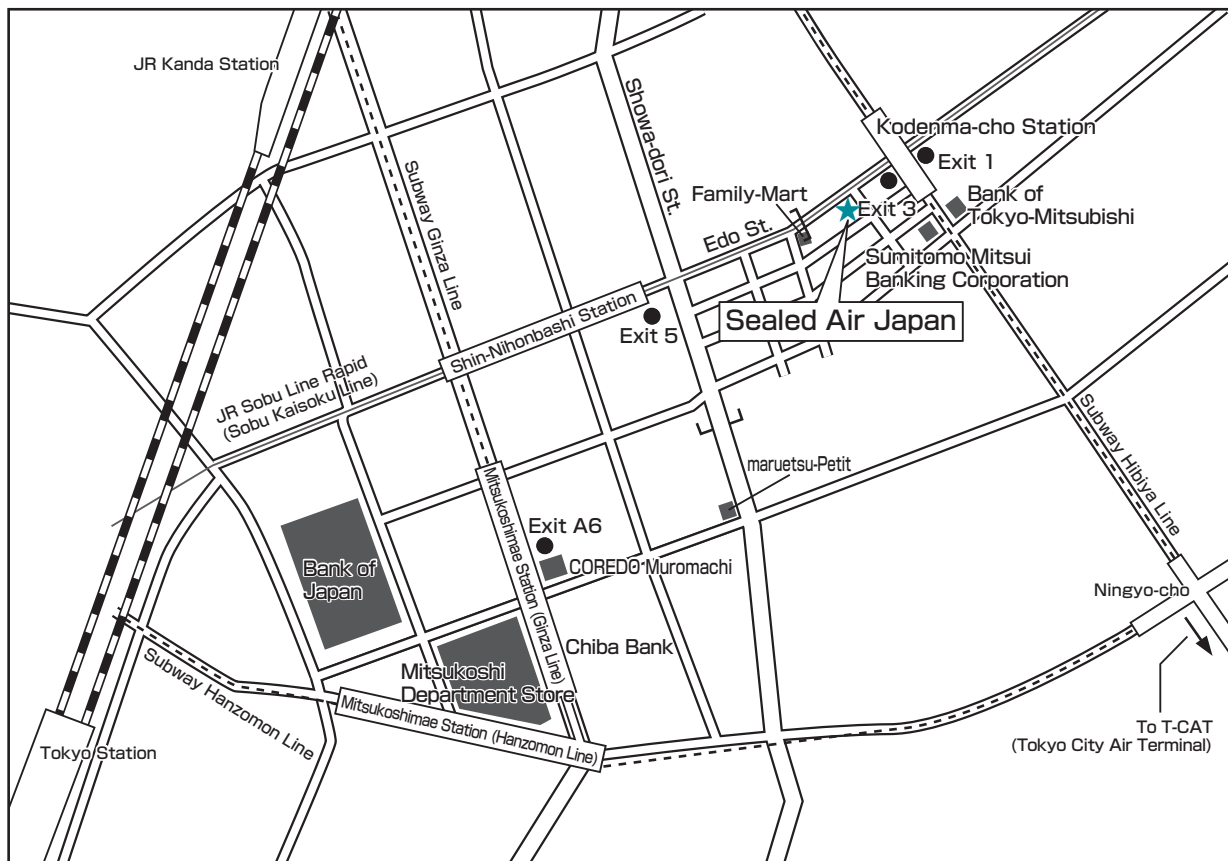 JR Kanda Station
Subway Ginza Line
Showa-dori St.
Kodenma-cho Station
Exit 1
Family-Mart
Exit 3
Bank of
Tokyo-Mitsubishi
Edo St.
Sumitomo Mitsui
Banking Corporation
Sealed Air Japan
Shin-Nihonbashi Station
Exit 5
JR Sobu Line Rapid
(Sobu Kaisoku Line)
Subway Hibiya Line
maruetsu-Petit
Mitsukoshimae Station (Ginza Line)
Exit A6
COREDO Muromachi
Bank of
Japan
Ningyo-cho
Chiba Bank
Mitsukoshi
Department Store
Subway Hanzomon Line
Mitsukoshimae Station (Hanzomon Line)
To T-CAT
(Tokyo City Air Terminal)
Tokyo Station